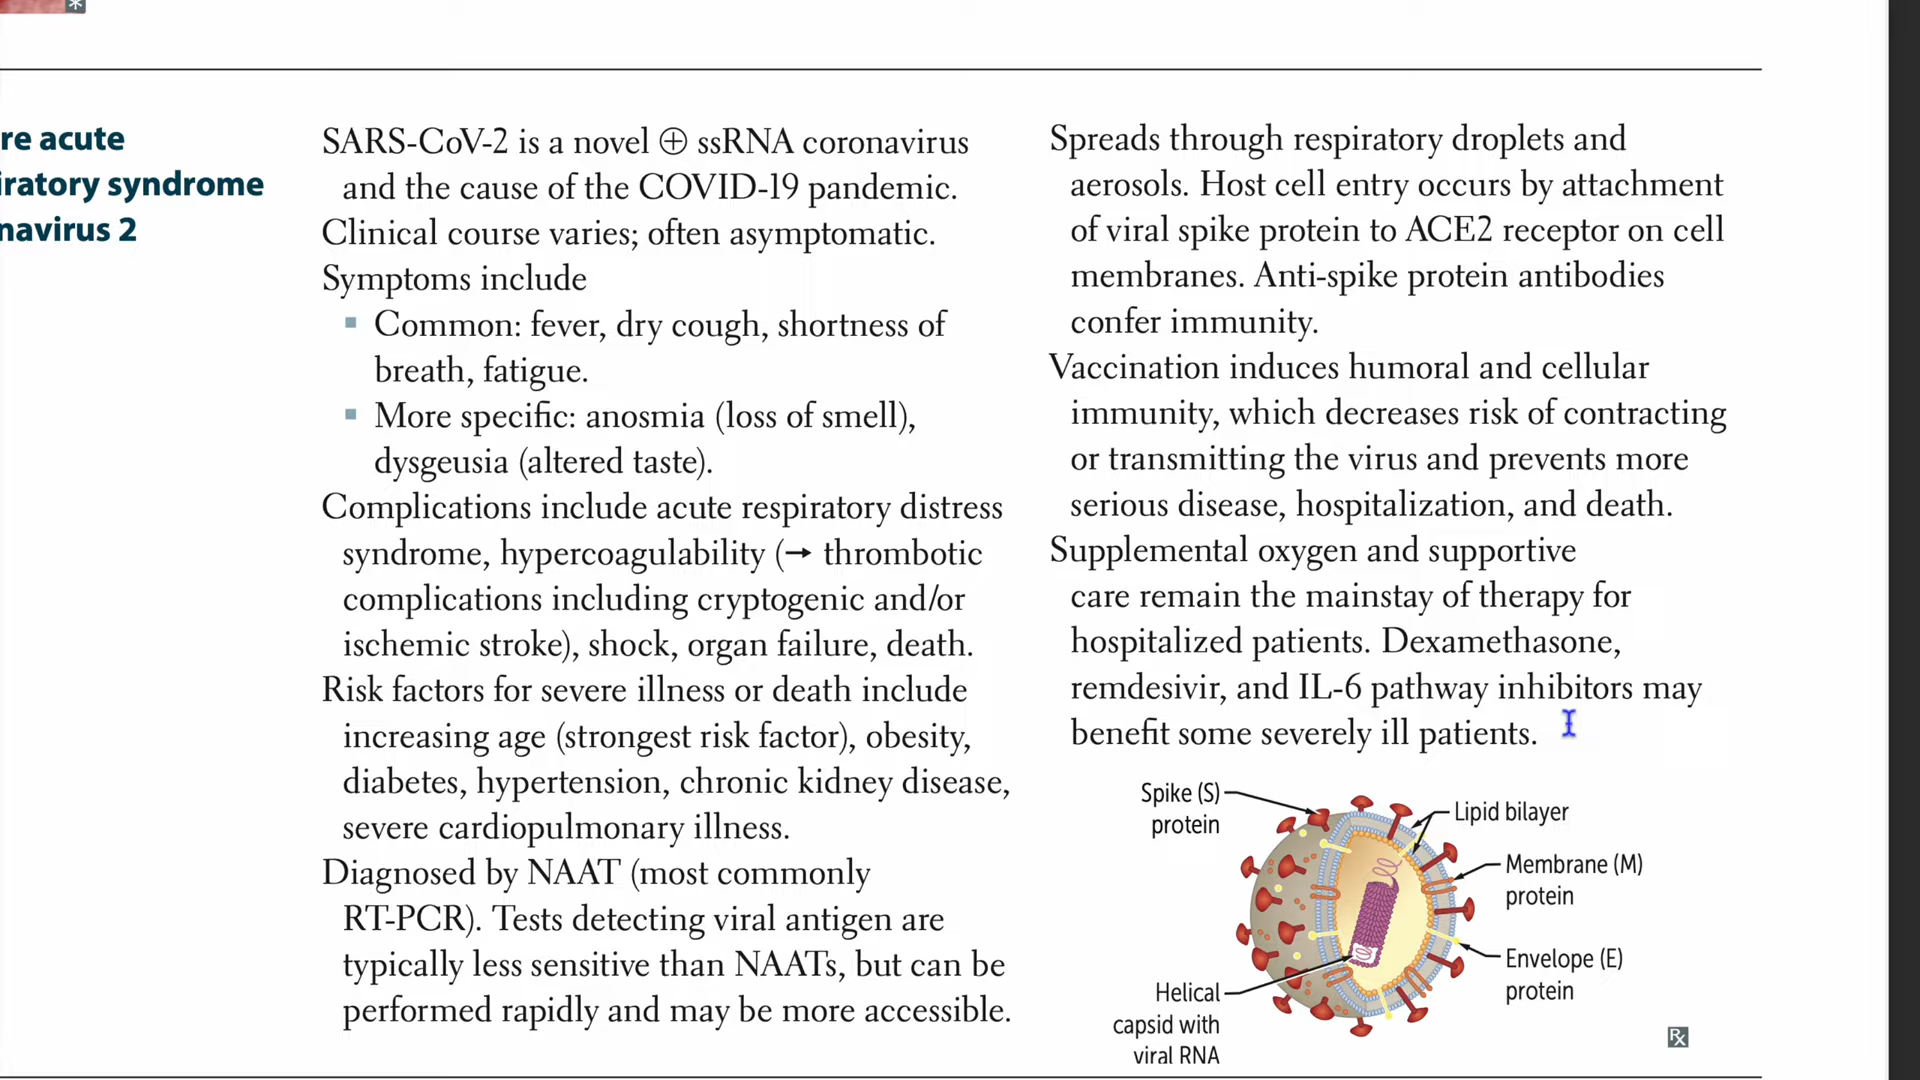 re acute
iratory syndrome
navirus 2
SARS-CoV-2 is a novel ⊕ ssRNA coronavirus
and the cause of the COVID-19 pandemic.
Clinical course varies; often asymptomatic.
Symptoms include
▪ Common: fever, dry cough, shortness of
breath, fatigue.
▪ More specific: anosmia (loss of smell),
dysgeusia (altered taste).
Complications include acute respiratory distress
syndrome, hypercoagulability (→ thrombotic
complications including cryptogenic and/or
ischemic stroke), shock, organ failure, death.
Risk factors for severe illness or death include
increasing age (strongest risk factor), obesity,
diabetes, hypertension, chronic kidney disease,
severe cardiopulmonary illness.
Diagnosed by NAAT (most commonly
RT-PCR). Tests detecting viral antigen are
typically less sensitive than NAATs, but can be
performed rapidly and may be more accessible.
Spreads through respiratory droplets and
aerosols. Host cell entry occurs by attachment
of viral spike protein to ACE2 receptor on cell
membranes. Anti-spike protein antibodies
confer immunity.
Vaccination induces humoral and cellular
immunity, which decreases risk of contracting
or transmitting the virus and prevents more
serious disease, hospitalization, and death.
Supplemental oxygen and supportive
care remain the mainstay of therapy for
hospitalized patients. Dexamethasone,
remdesivir, and IL-6 pathway inhibitors may
benefit some severely ill patients.
Spike (S)
protein
Lipid bilayer
Membrane (M)
protein
Envelope (E)
protein
Helical
capsid with
viral RNA
Rx